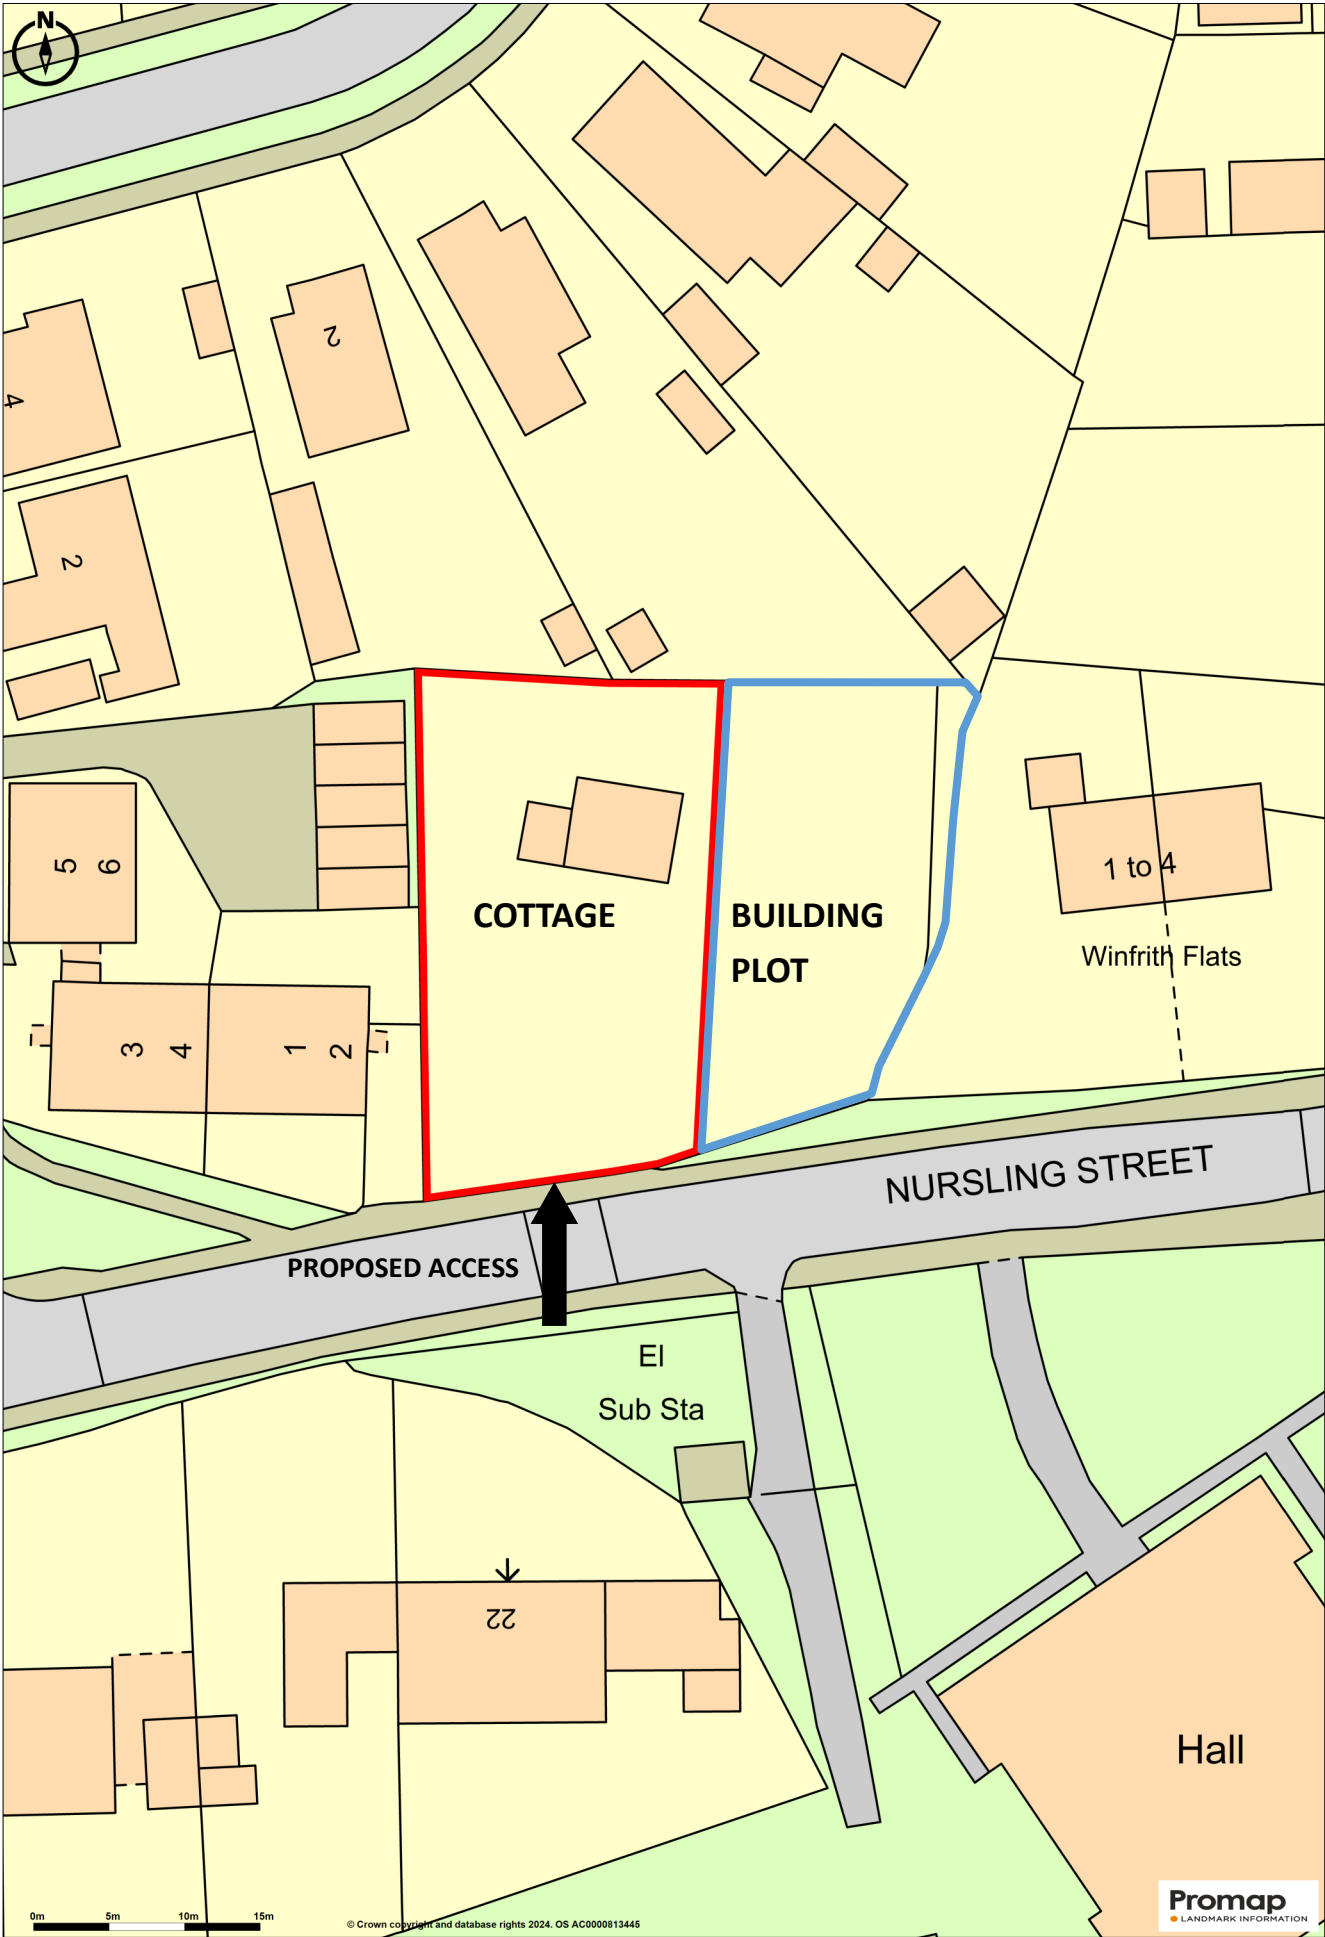 N
2
4
2
5
6
COTTAGE
BUILDING
PLOT
1 to 4
Winfrith Flats
3
4
1
2
NURSLING STREET
PROPOSED ACCESS
El
Sub Sta
22
Hall
0m 5m 10m 15m
© Crown copyright and database rights 2024. OS AC0000813445
Promap
LANDMARK INFORMATION